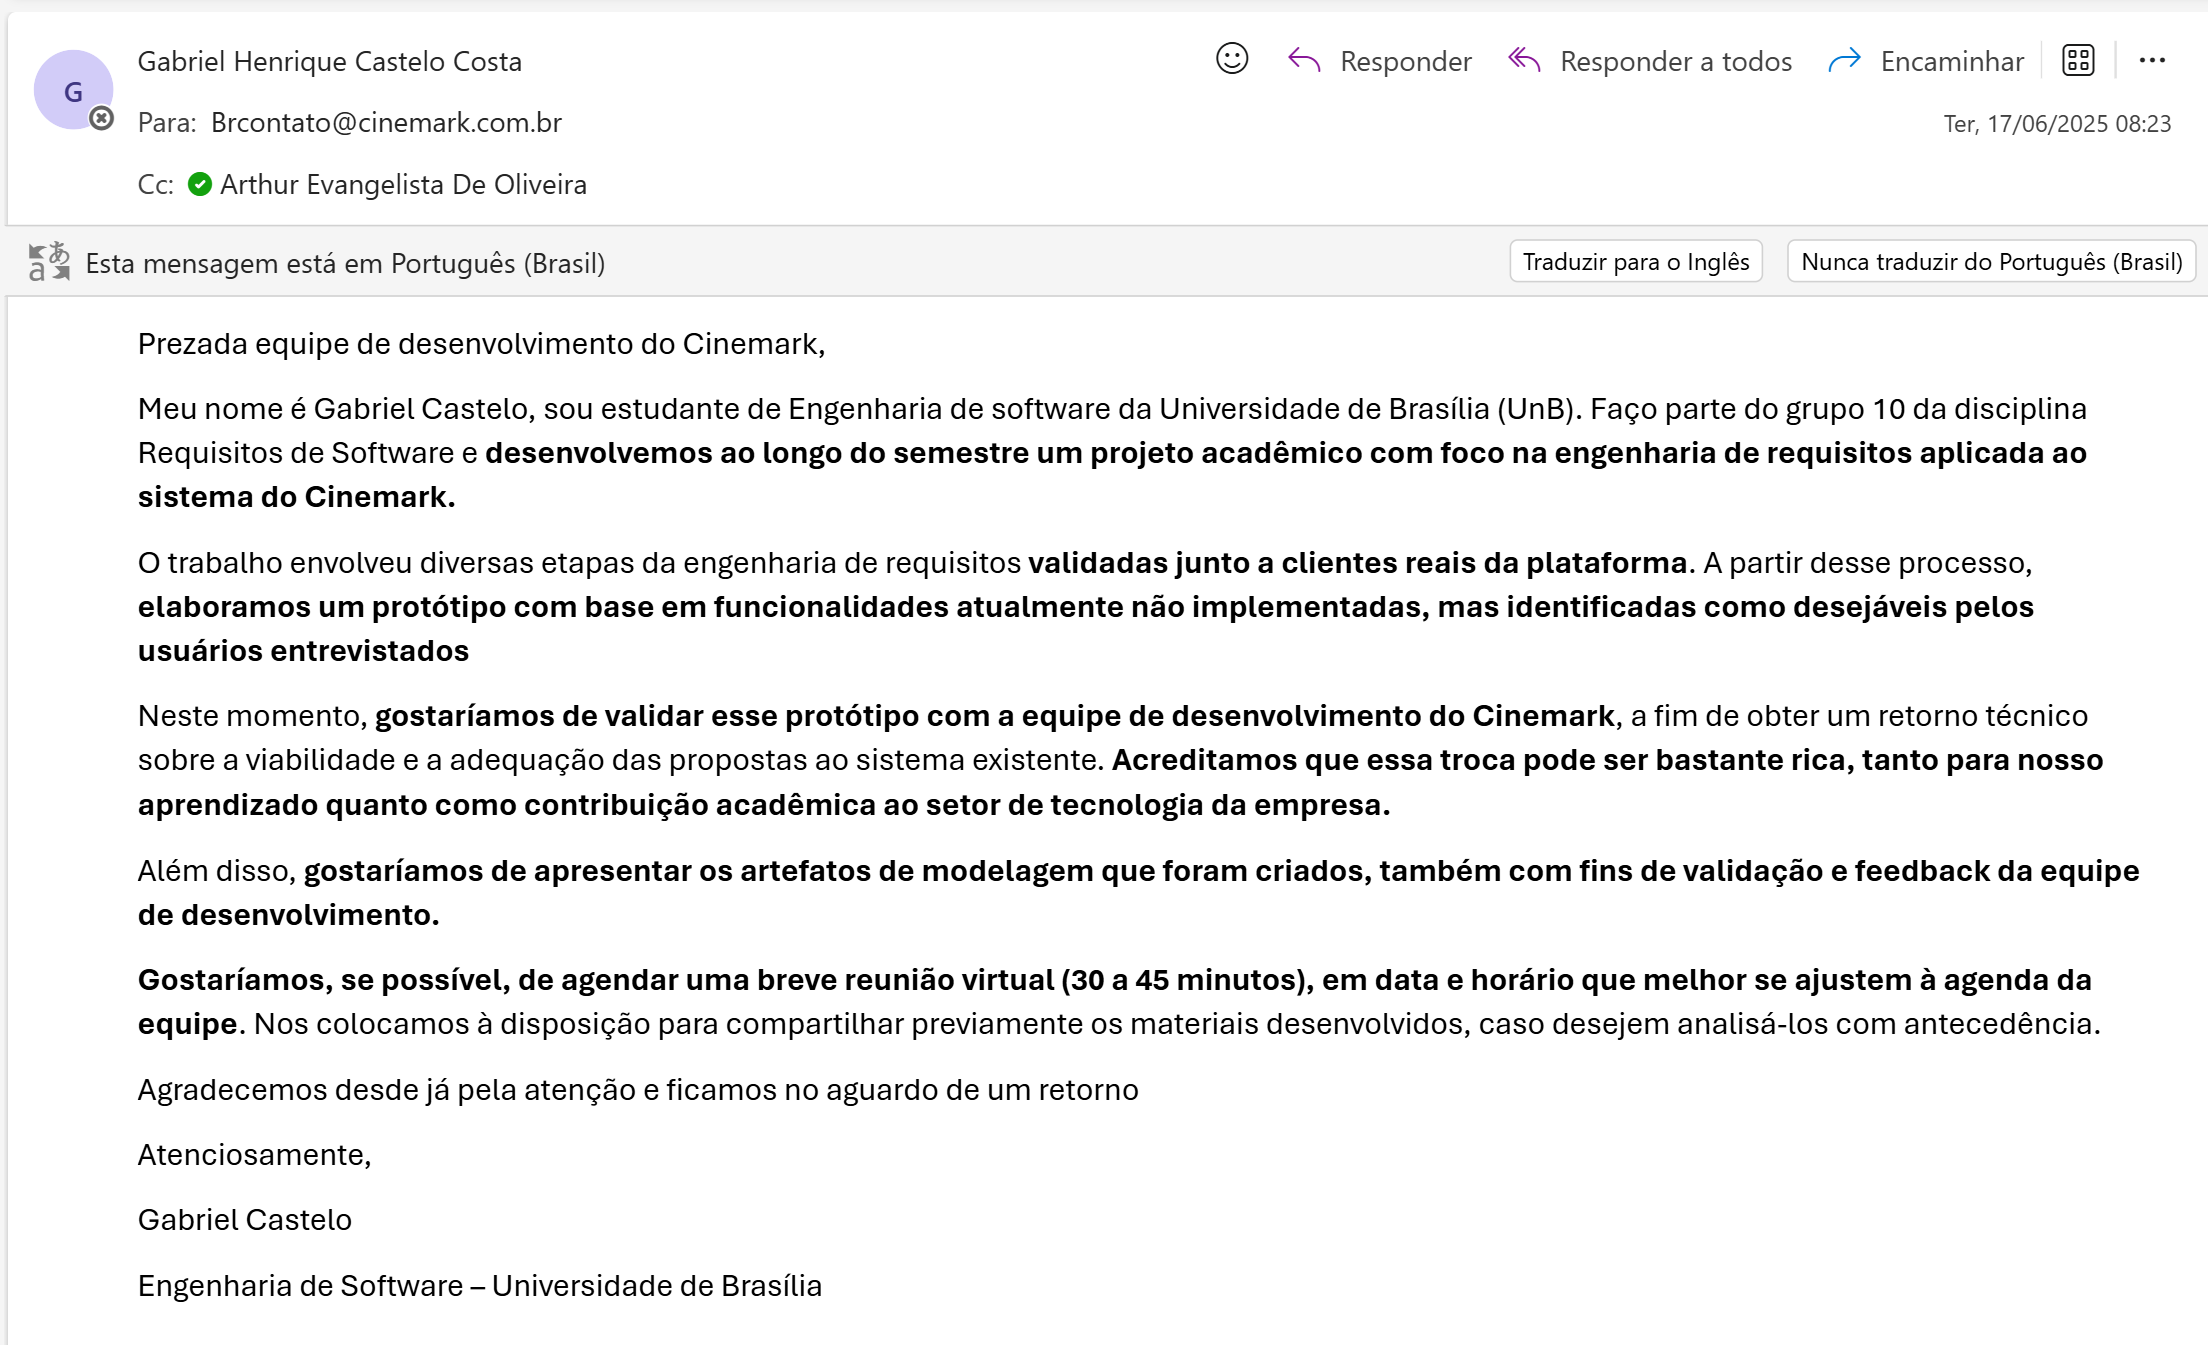 Gabriel Henrique Castelo Costa
Responder
Responder a todos
Encaminhar
G
Para: Brcontato@cinemark.com.br
Ter, 17/06/2025 08:23
Cc: Arthur Evangelista De Oliveira
Esta mensagem está em Português (Brasil)
Traduzir para o Inglês
Nunca traduzir do Português (Brasil)
Prezada equipe de desenvolvimento do Cinemark,
Meu nome é Gabriel Castelo, sou estudante de Engenharia de software da Universidade de Brasília (UnB). Faço parte do grupo 10 da disciplina
Requisitos de Software e desenvolvemos ao longo do semestre um projeto acadêmico com foco na engenharia de requisitos aplicada ao
sistema do Cinemark.
O trabalho envolveu diversas etapas da engenharia de requisitos validadas junto a clientes reais da plataforma. A partir desse processo,
elaboramos um protótipo com base em funcionalidades atualmente não implementadas, mas identificadas como desejáveis pelos
usuários entrevistados
Neste momento, gostaríamos de validar esse protótipo com a equipe de desenvolvimento do Cinemark, a fim de obter um retorno técnico
sobre a viabilidade e a adequação das propostas ao sistema existente. Acreditamos que essa troca pode ser bastante rica, tanto para nosso
aprendizado quanto como contribuição acadêmica ao setor de tecnologia da empresa.
Além disso, gostaríamos de apresentar os artefatos de modelagem que foram criados, também com fins de validação e feedback da equipe
de desenvolvimento.
Gostaríamos, se possível, de agendar uma breve reunião virtual (30 a 45 minutos), em data e horário que melhor se ajustem à agenda da
equipe. Nos colocamos à disposição para compartilhar previamente os materiais desenvolvidos, caso desejem analisá-los com antecedência.
Agradecemos desde já pela atenção e ficamos no aguardo de um retorno
Atenciosamente,
Gabriel Castelo
Engenharia de Software – Universidade de Brasília